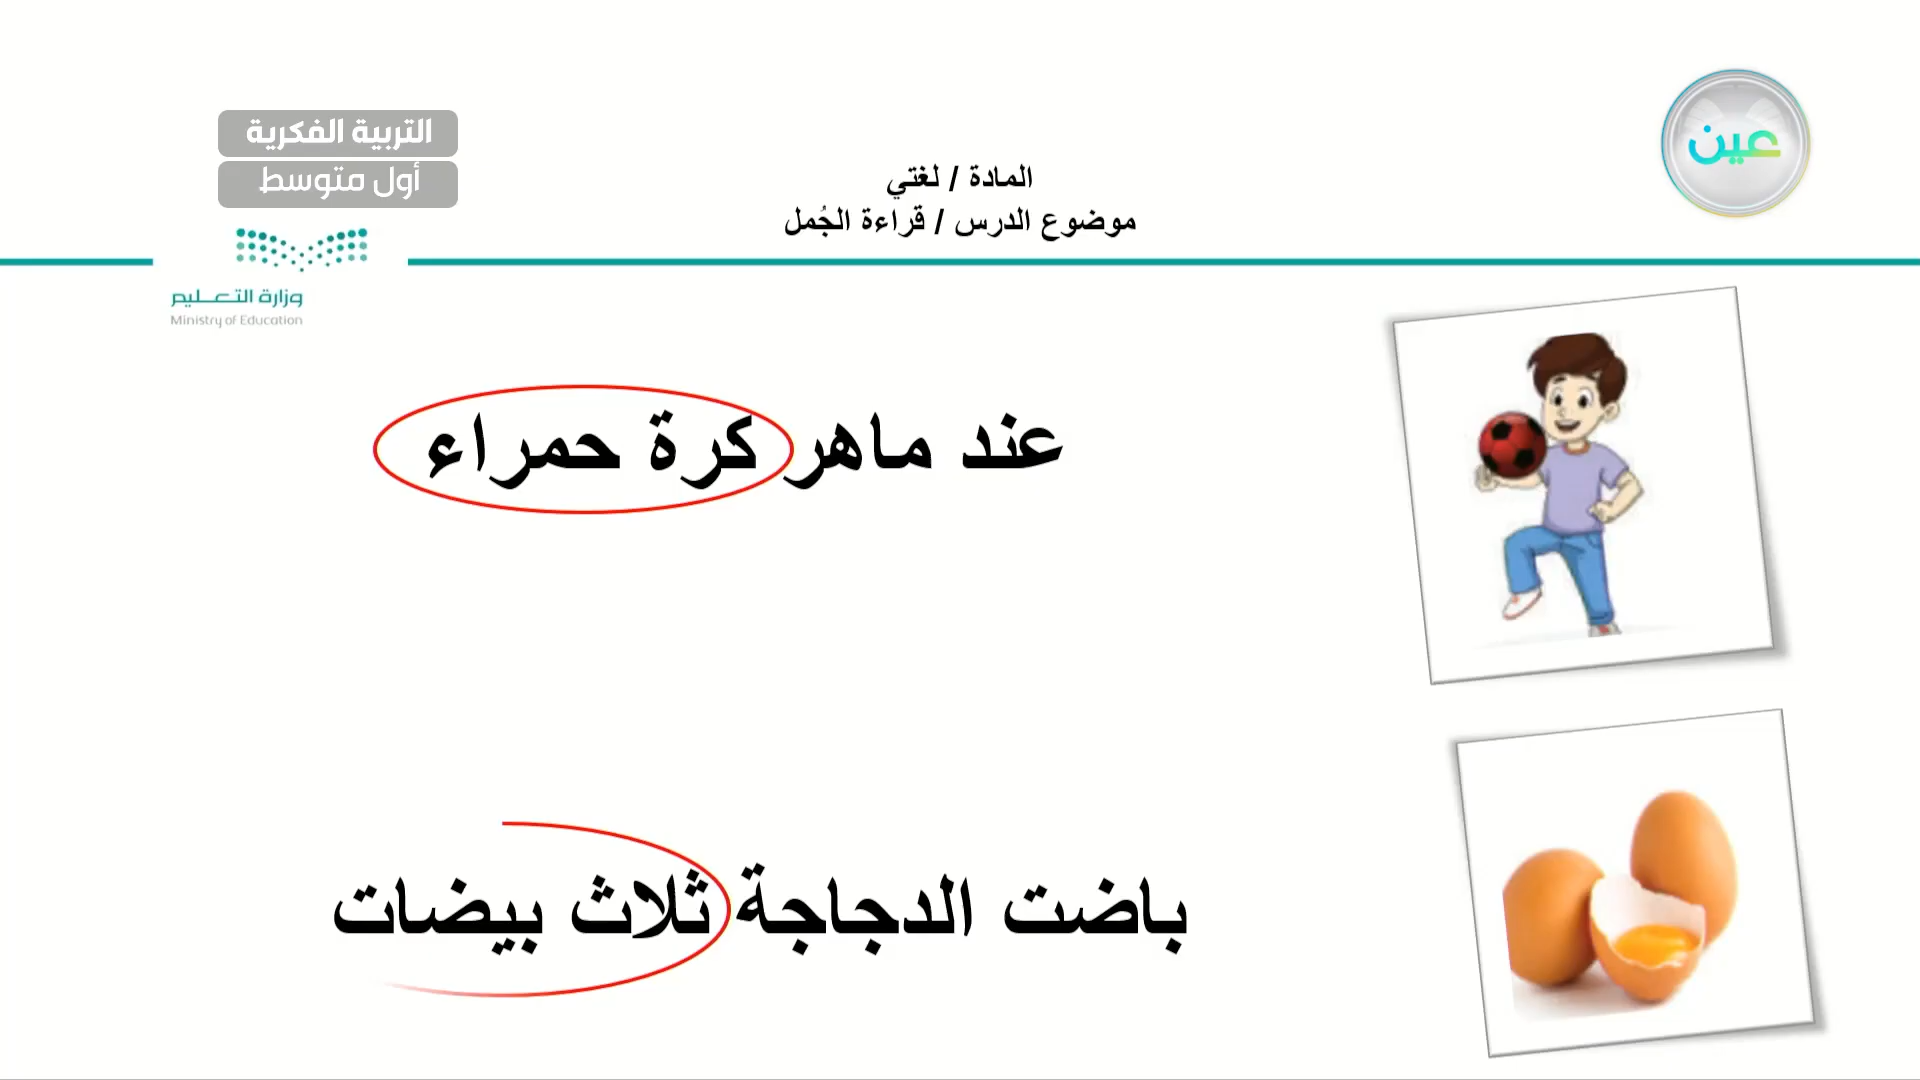 التربية الفكرية
أول متوسط
عين
المادة / لغتي
موضوع الدرس / قراءة الجُمل
وزارة التعليم
Ministry of Education
عند ماهر كرة حمراء
باضت الدجاجة ثلاث بيضات